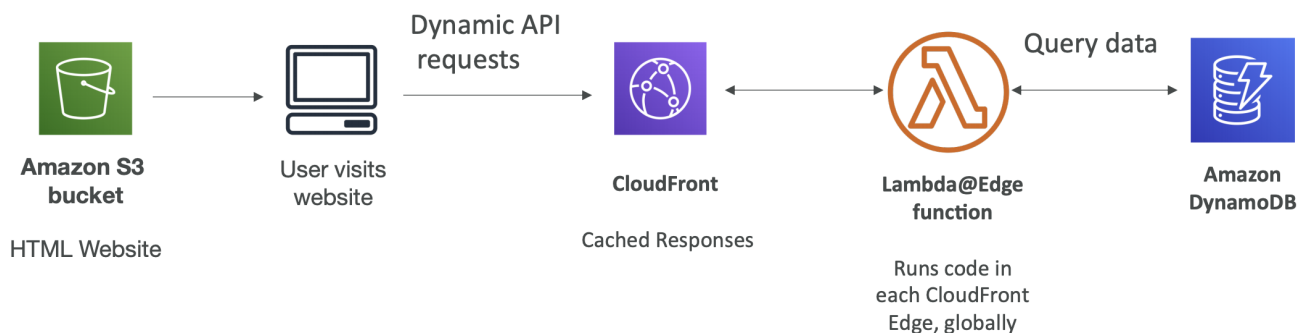 Amazon S3
bucket
HTML Website
User visits
website
Dynamic API
requests
CloudFront
Cached Responses
Lambda@Edge
function
Runs code in
each CloudFront
Edge, globally
Query data
Amazon
DynamoDB